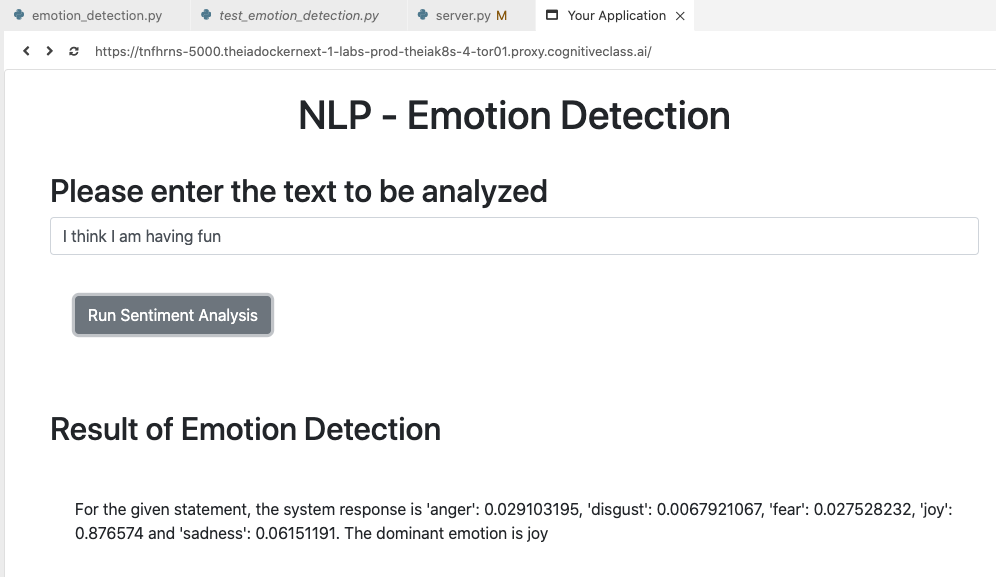 emotion_detection.py test_emotion_detection.py server.py M Your Application
https://tnfhrns-5000.theiadockernext-1-labs-prod-theiak8s-4-tor01.proxy.cognitiveclass.ai/
NLP - Emotion Detection
Please enter the text to be analyzed
I think I am having fun
Run Sentiment Analysis
Result of Emotion Detection
For the given statement, the system response is 'anger': 0.029103195, 'disgust': 0.0067921067, 'fear': 0.027528232, 'joy':
0.876574 and 'sadness': 0.06151191. The dominant emotion is joy